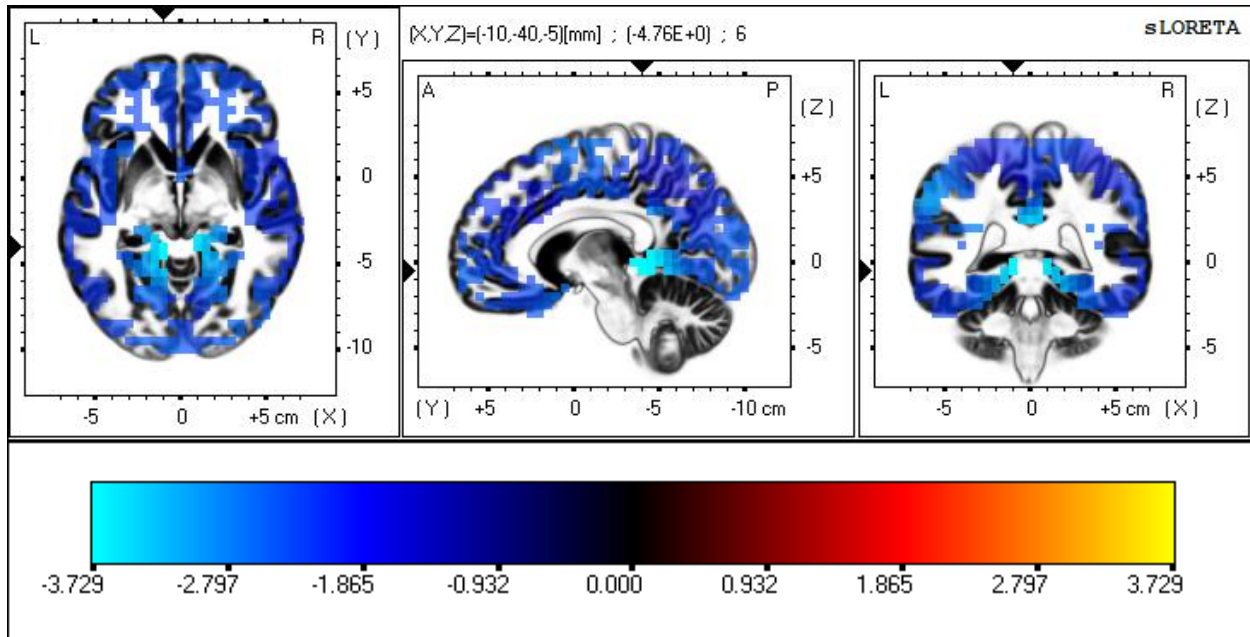 (X,Y,Z)=(-10,-40,-5)[mm] ; (-4.76E+0) ; 6
sLORETA
L R (Y)
+5
0
-5
-10
-5 0 +5 cm (X)
A P (Z)
+5
0
-5
(Y) +5 0 -5 -10 cm
L R (Z)
+5
0
-5
-5 0 +5 cm (X)
-3.729 -2.797 -1.865 -0.932 0.000 0.932 1.865 2.797 3.729